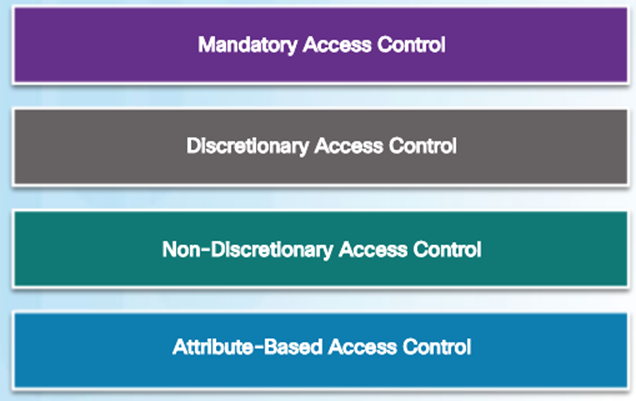 Mandatory Access Control
Discretionary Access Control
Non-Discretionary Access Control
Attribute-Based Access Control